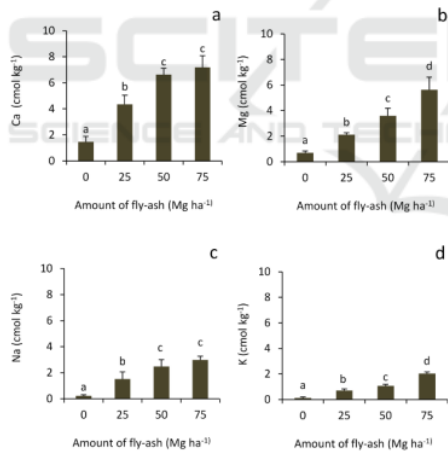 a
Ca (cmol kg⁻¹)
10
8
6
4
2
0
a
b
c
c
0 25 50 75
Amount of fly-ash (Mg ha⁻¹)
b
Mg (cmol kg⁻¹)
10
8
6
4
2
0
a
b
c
d
0 25 50 75
Amount of fly-ash (Mg ha⁻¹)
c
Na (cmol kg⁻¹)
10
8
6
4
2
0
a
b
c
c
0 25 50 75
Amount of fly-ash (Mg ha⁻¹)
d
K (cmol kg⁻¹)
10
8
6
4
2
0
a
b
c
d
0 25 50 75
Amount of fly-ash (Mg ha⁻¹)
SCIENCE AND TECH